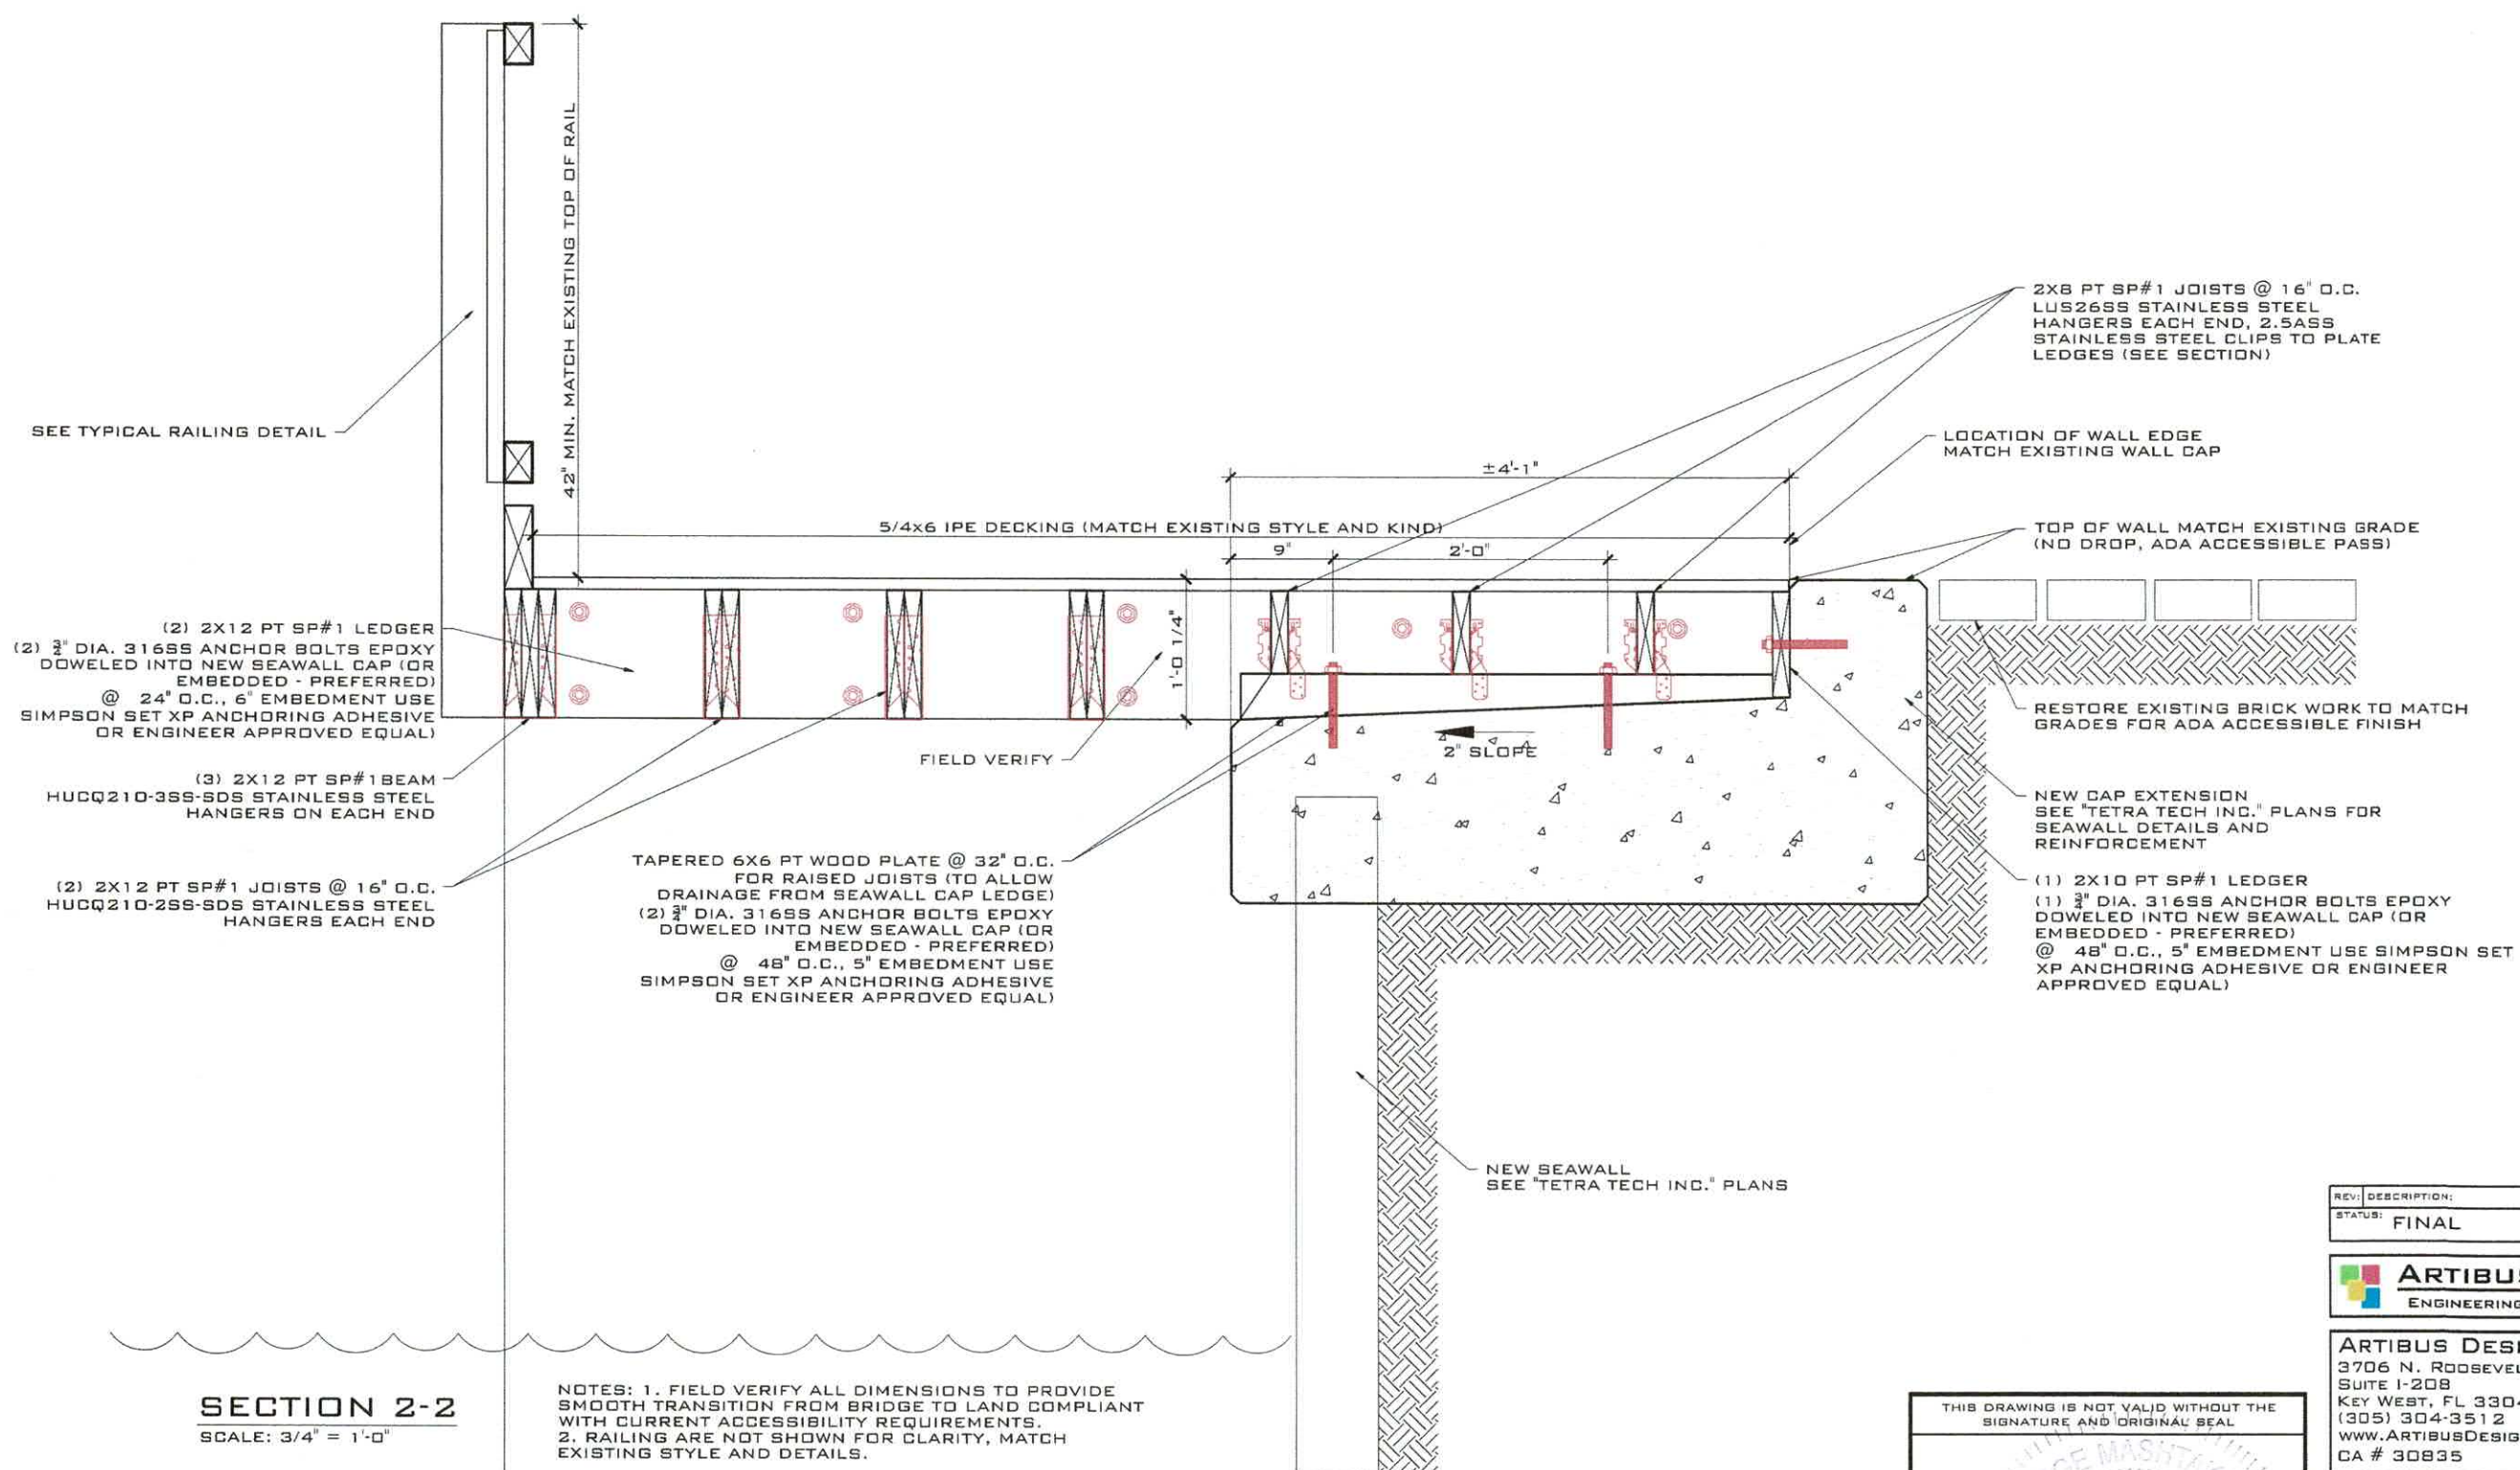 42" MIN. MATCH EXISTING TOP OF RAIL
SEE TYPICAL RAILING DETAIL
2X8 PT SP#1 JOISTS @ 16" O.C.
LUS26SS STAINLESS STEEL
HANGERS EACH END, 2.5ASS
STAINLESS STEEL CLIPS TO PLATE
LEDGES (SEE SECTION)
LOCATION OF WALL EDGE
MATCH EXISTING WALL CAP
±4'-1"
5/4x6 IPE DECKING (MATCH EXISTING STYLE AND KIND)
9"
2'-0"
TOP OF WALL MATCH EXISTING GRADE
(NO DROP, ADA ACCESSIBLE PASS)
(2) 2X12 PT SP#1 LEDGER
(2) ¾" DIA. 316SS ANCHOR BOLTS EPOXY
DOWELED INTO NEW SEAWALL CAP (OR
EMBEDDED - PREFERRED)
@ 24" O.C., 6" EMBEDMENT USE
SIMPSON SET XP ANCHORING ADHESIVE
OR ENGINEER APPROVED EQUAL)
1'-0 1/4"
RESTORE EXISTING BRICK WORK TO MATCH
GRADES FOR ADA ACCESSIBLE FINISH
2" SLOPE
FIELD VERIFY
(3) 2X12 PT SP#1BEAM
HUCQ210-3SS-SDS STAINLESS STEEL
HANGERS ON EACH END
NEW CAP EXTENSION
SEE "TETRA TECH INC." PLANS FOR
SEAWALL DETAILS AND
REINFORCEMENT
TAPERED 6X6 PT WOOD PLATE @ 32" O.C.
FOR RAISED JOISTS (TO ALLOW
DRAINAGE FROM SEAWALL CAP LEDGE)
(2) ¾" DIA. 316SS ANCHOR BOLTS EPOXY
DOWELED INTO NEW SEAWALL CAP (OR
EMBEDDED - PREFERRED)
@ 48" O.C., 5" EMBEDMENT USE
SIMPSON SET XP ANCHORING ADHESIVE
OR ENGINEER APPROVED EQUAL)
(2) 2X12 PT SP#1 JOISTS @ 16" O.C.
HUCQ210-2SS-SDS STAINLESS STEEL
HANGERS EACH END
(1) 2X10 PT SP#1 LEDGER
(1) ¾" DIA. 316SS ANCHOR BOLTS EPOXY
DOWELED INTO NEW SEAWALL CAP (OR
EMBEDDED - PREFERRED)
@ 48" O.C., 5" EMBEDMENT USE SIMPSON SET
XP ANCHORING ADHESIVE OR ENGINEER
APPROVED EQUAL)
NEW SEAWALL
SEE "TETRA TECH INC." PLANS
REV: DESCRIPTION:
STATUS: FINAL
ARTIBUS
ENGINEERING
ARTIBUS DESI
3706 N. ROOSEVEL
SUITE I-208
KEY WEST, FL 3304
(305) 304-3512
WWW.ARTIBUSDESIG
CA # 30835
SECTION 2-2
SCALE: 3/4" = 1'-0"
NOTES: 1. FIELD VERIFY ALL DIMENSIONS TO PROVIDE
SMOOTH TRANSITION FROM BRIDGE TO LAND COMPLIANT
WITH CURRENT ACCESSIBILITY REQUIREMENTS.
2. RAILING ARE NOT SHOWN FOR CLARITY, MATCH
EXISTING STYLE AND DETAILS.
THIS DRAWING IS NOT VALID WITHOUT THE
SIGNATURE AND ORIGINAL SEAL